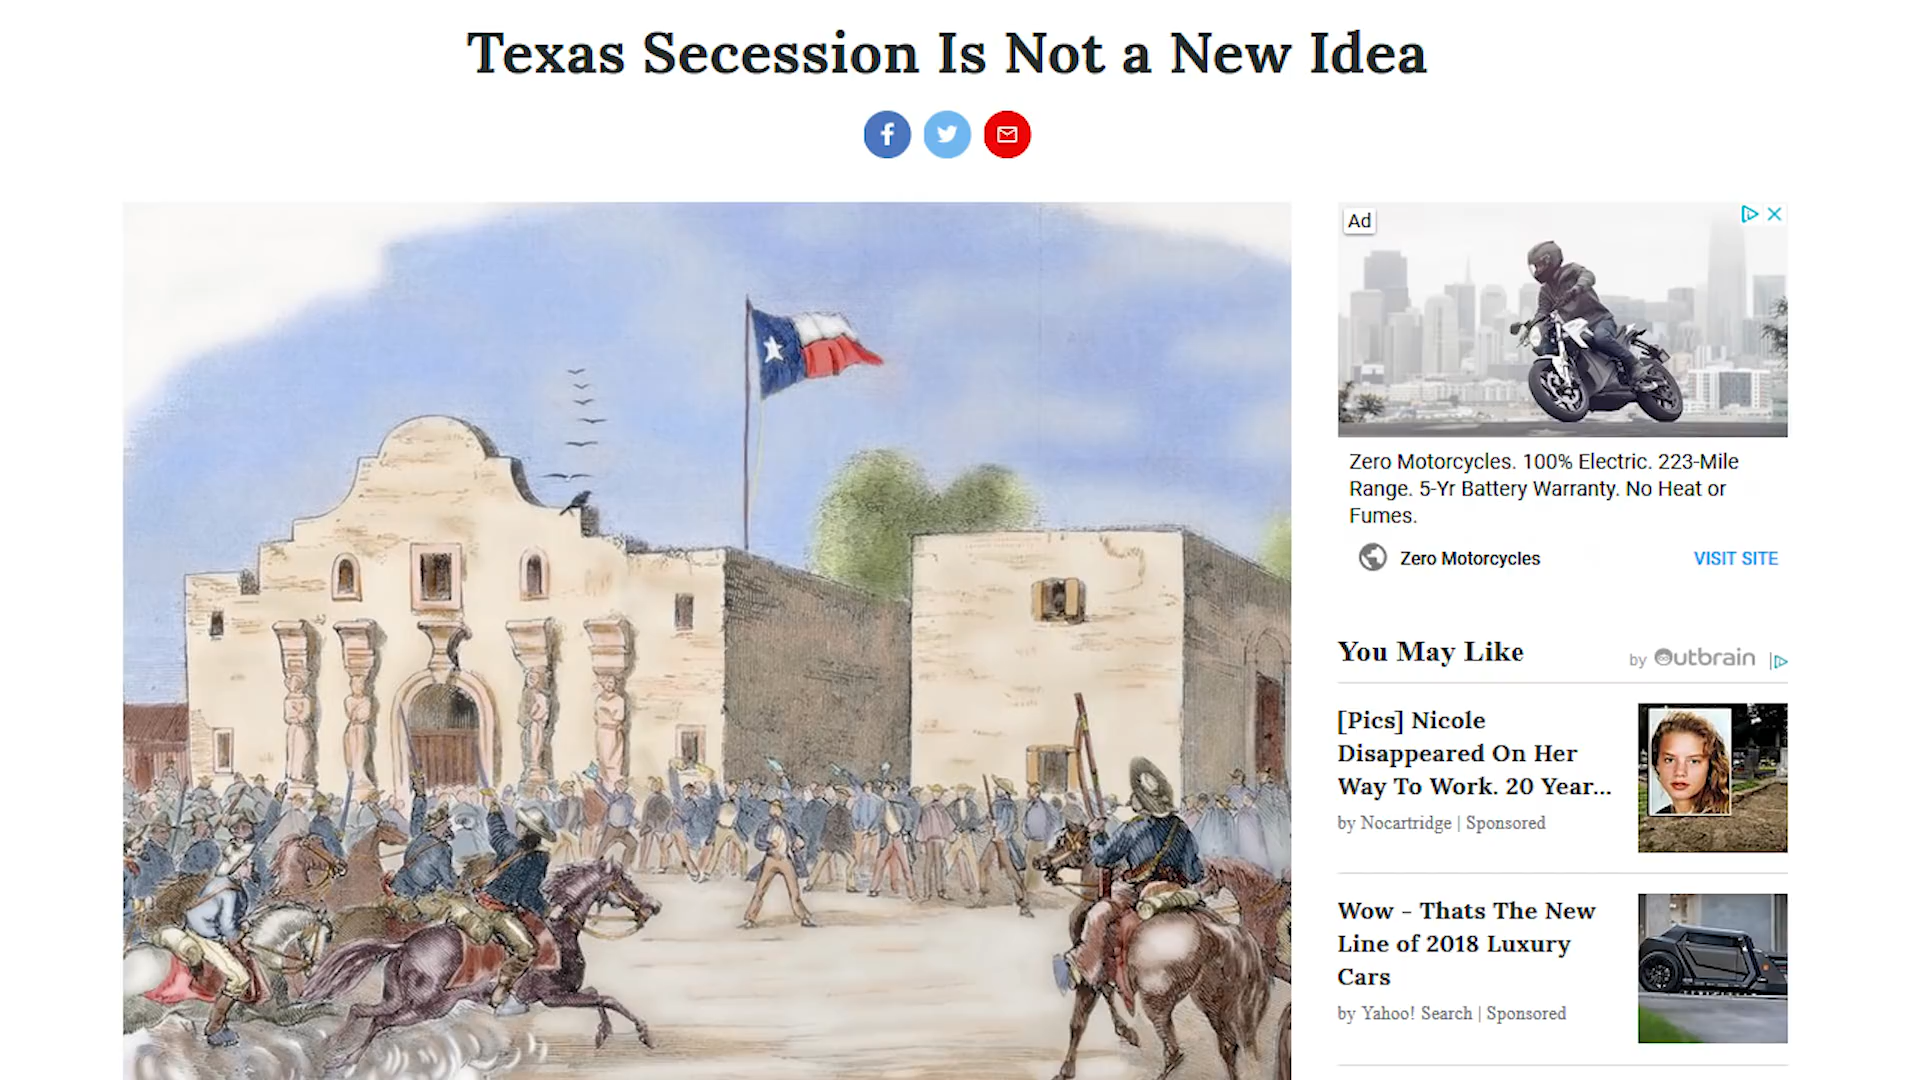 Texas Secession Is Not a New Idea
Ad
Zero Motorcycles. 100% Electric. 223-Mile
Range. 5-Yr Battery Warranty. No Heat or
Fumes.
Zero Motorcycles
VISIT SITE
You May Like
by Outbrain
[Pics] Nicole
Disappeared On Her
Way To Work. 20 Year...
by Nocartridge | Sponsored
Wow - Thats The New
Line of 2018 Luxury
Cars
by Yahoo! Search | Sponsored